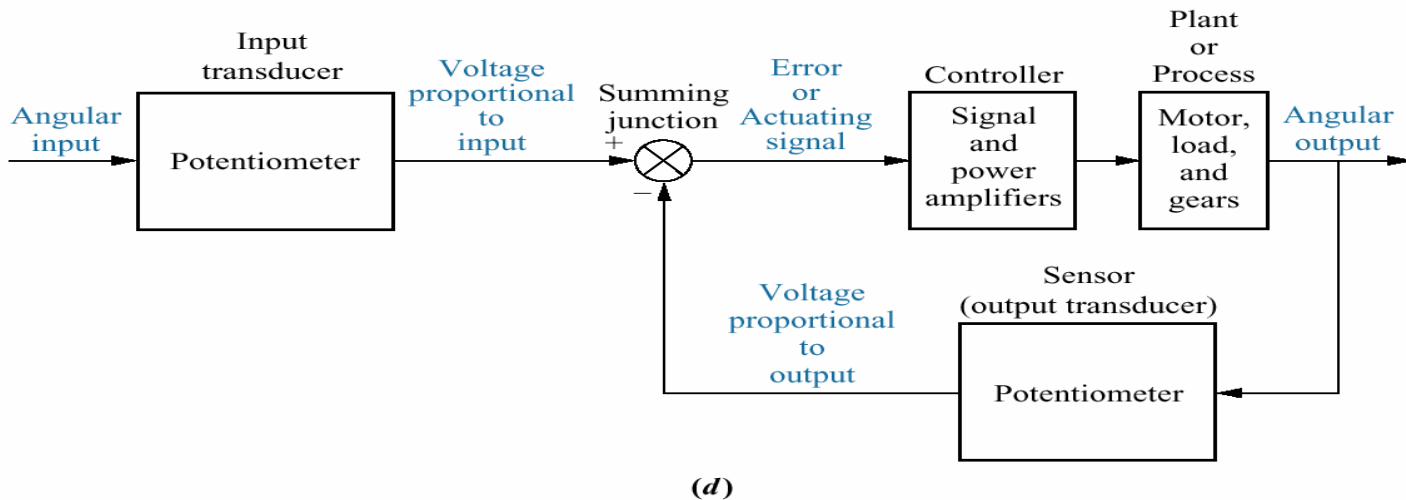 Input
transducer
Angular
input
Potentiometer
Voltage
proportional
to
input
Summing
junction
+
−
Error
or
Actuating
signal
Controller
Signal
and
power
amplifiers
Plant
or
Process
Motor,
load,
and
gears
Angular
output
Sensor
(output transducer)
Potentiometer
Voltage
proportional
to
output
(d)